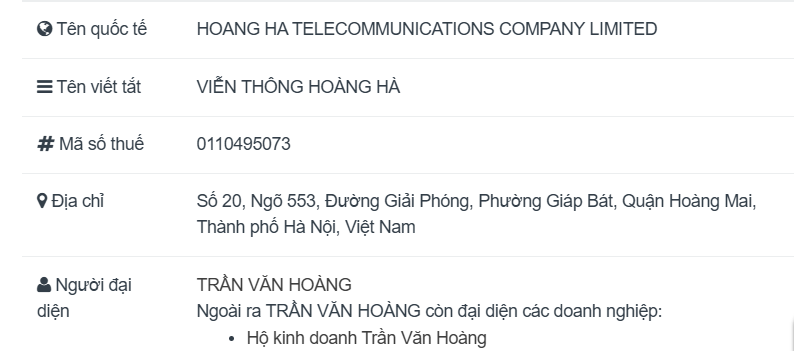 Tên quốc tế HOANG HA TELECOMMUNICATIONS COMPANY LIMITED
Tên viết tắt VIỄN THÔNG HOÀNG HÀ
Mã số thuế 0110495073
Địa chỉ Số 20, Ngõ 553, Đường Giải Phóng, Phường Giáp Bát, Quận Hoàng Mai,
Thành phố Hà Nội, Việt Nam
Người đại diện TRẦN VĂN HOÀNG
Ngoài ra TRẦN VĂN HOÀNG còn đại diện các doanh nghiệp:
• Hộ kinh doanh Trần Văn Hoàng